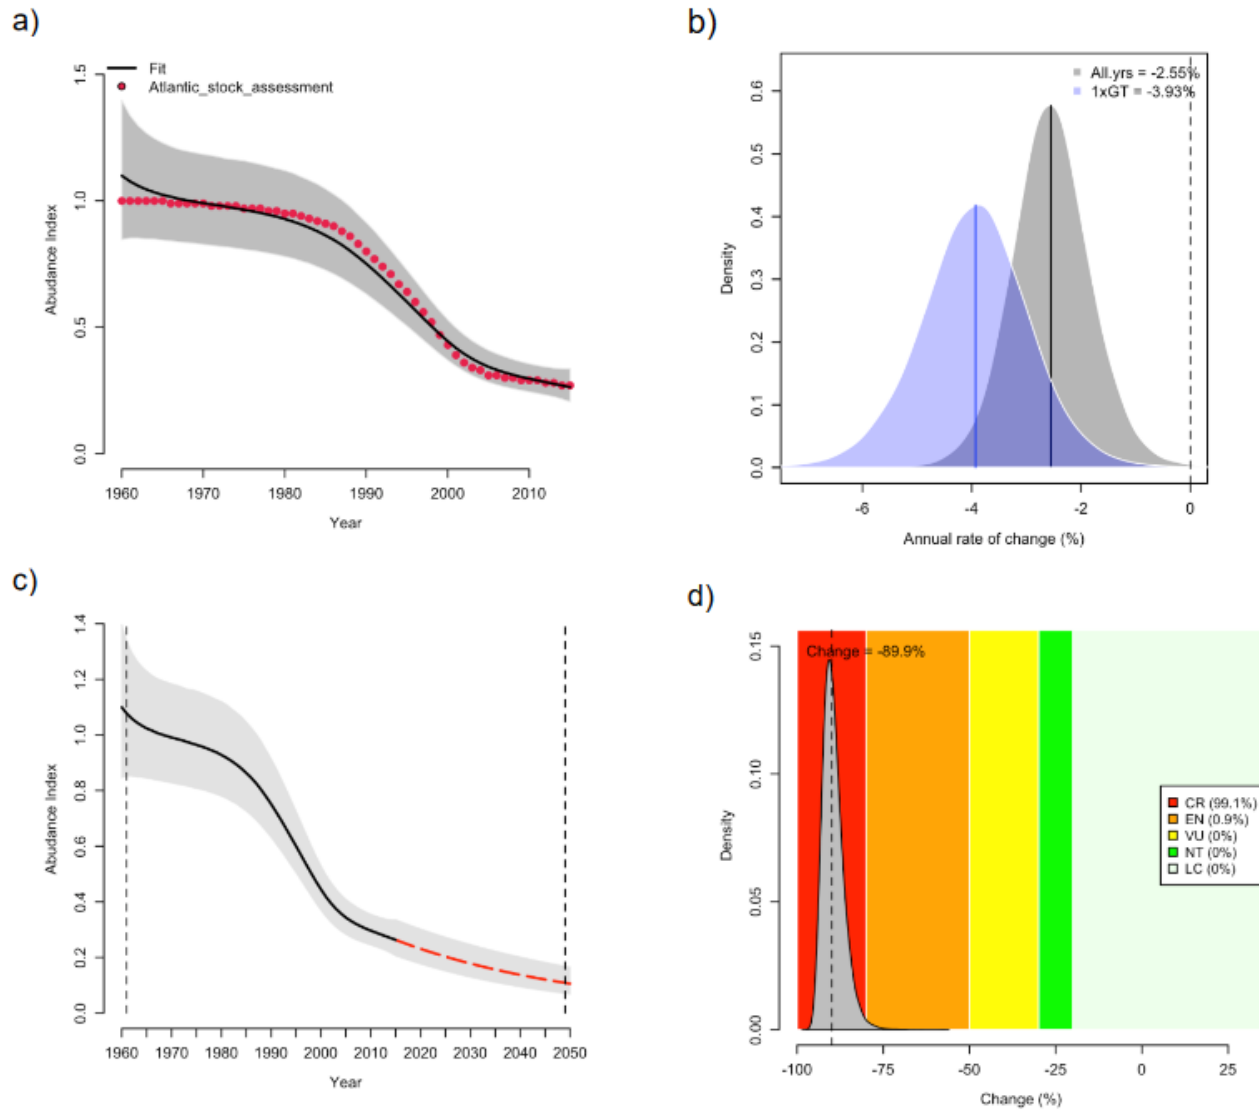 a)
Fit
Atlantic_stock_assessment
1.5
1.0
0.5
0.0
Abudance Index
1960 1970 1980 1990 2000 2010
Year
b)
All.yrs = -2.55%
1xGT = -3.93%
0.6
0.5
0.4
0.3
0.2
0.1
0.0
Density
-6 -4 -2 0
Annual rate of change (%)
c)
1.4
1.2
1.0
0.8
0.6
0.4
0.2
0.0
Abudance Index
1960 1970 1980 1990 2000 2010 2020 2030 2040 2050
Year
d)
Change = -89.9%
0.15
0.10
0.05
0.00
Density
CR (99.1%)
EN (0.9%)
VU (0%)
NT (0%)
LC (0%)
-100 -75 -50 -25 0 25
Change (%)